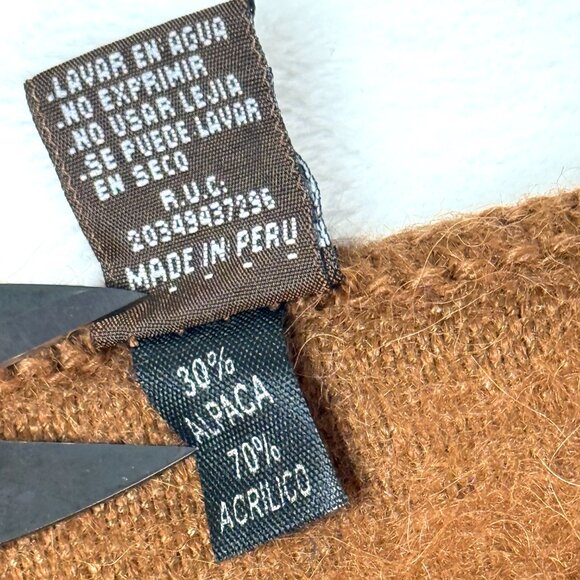 .LAVAR EN AGUA
.NO EXPRIMIR
.NO USAR LEJIA
.SE PUEDE LAVAR
EN SECO
R.U.C.
20343437236
MADE IN PERU
30%
ALPACA
70%
ACRILICO